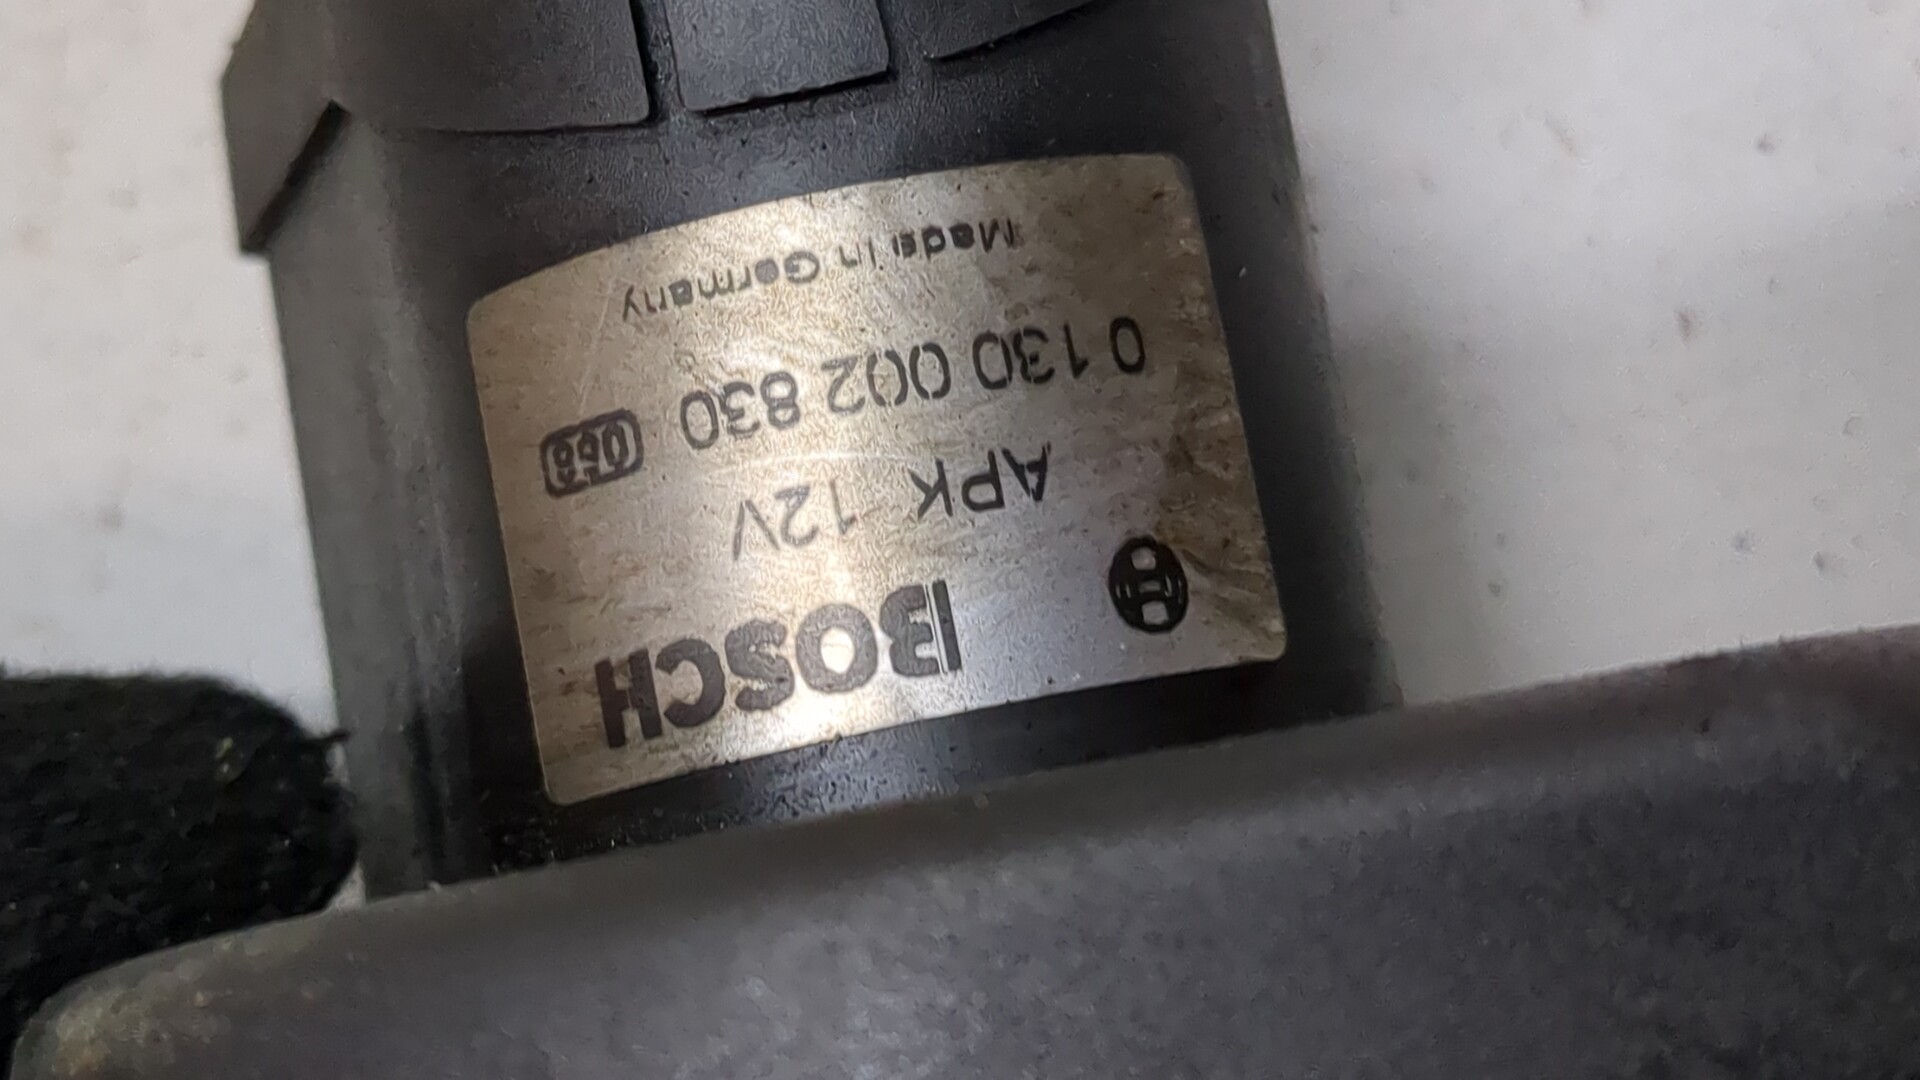 BOSCH
APK 12V
0 130 002 830
Made in Germany